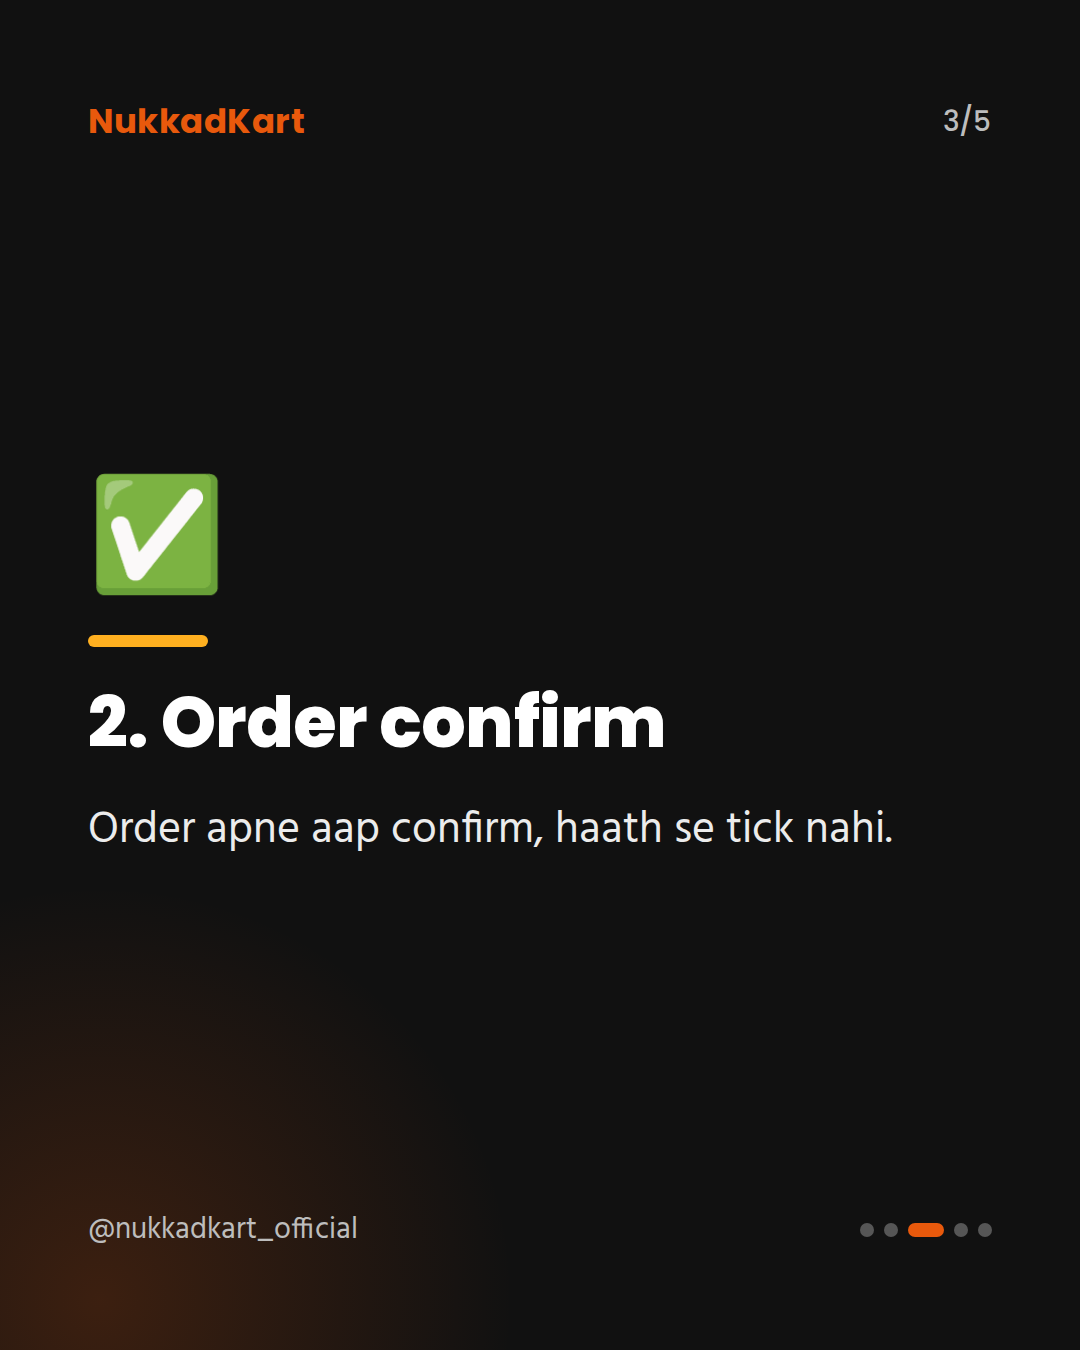 NukkadKart
3/5
2. Order confirm
Order apne aap confirm, haath se tick nahi.
@nukkadkart_official